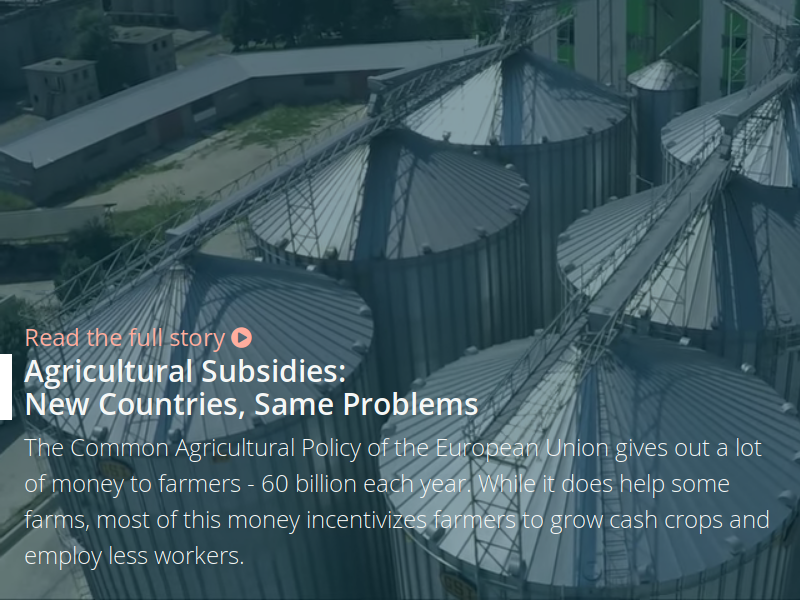 Read the full story
Agricultural Subsidies:
New Countries, Same Problems
The Common Agricultural Policy of the European Union gives out a lot
of money to farmers - 60 billion each year. While it does help some
farms, most of this money incentivizes farmers to grow cash crops and
employ less workers.